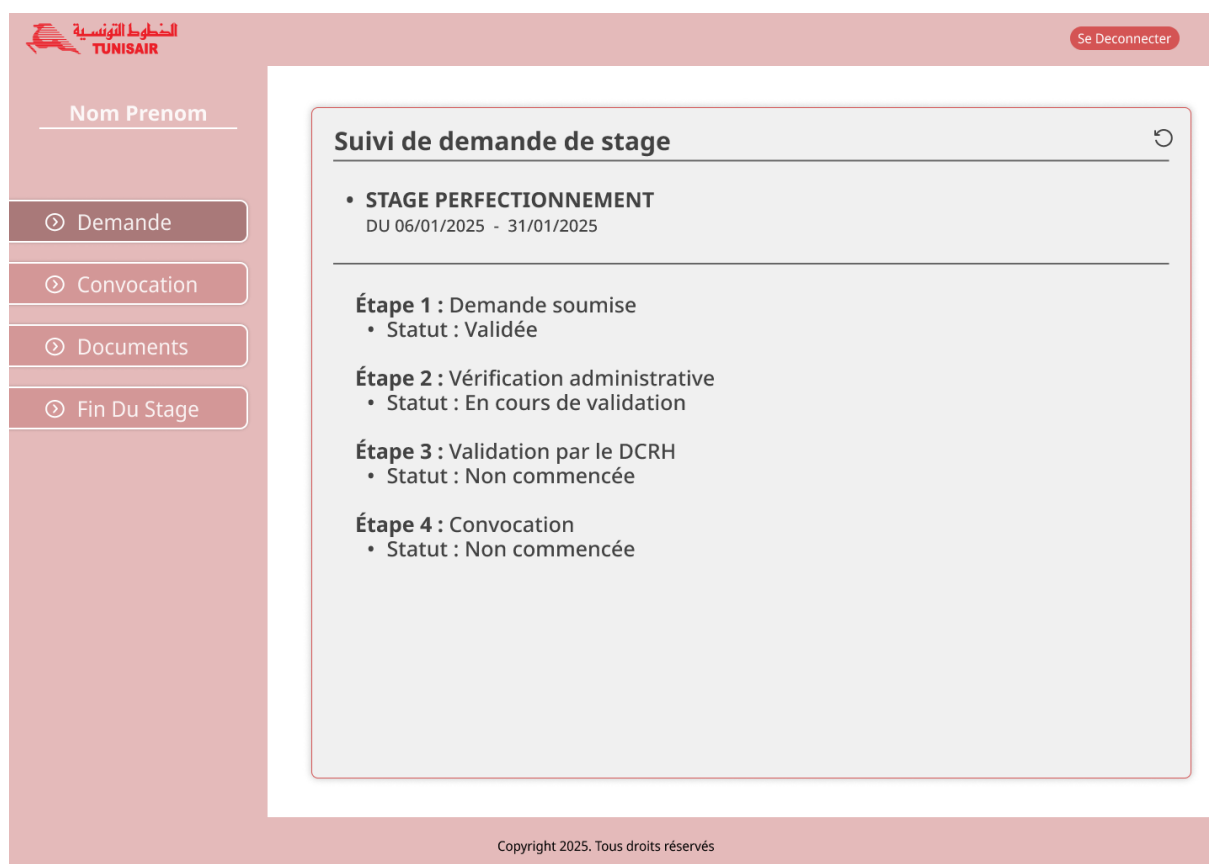 الخطوط التونسية
TUNISAIR
Se Deconnecter
Nom Prenom
Demande
Convocation
Documents
Fin Du Stage
Suivi de demande de stage
• STAGE PERFECTIONNEMENT
DU 06/01/2025 - 31/01/2025
Étape 1 : Demande soumise
• Statut : Validée
Étape 2 : Vérification administrative
• Statut : En cours de validation
Étape 3 : Validation par le DCRH
• Statut : Non commencée
Étape 4 : Convocation
• Statut : Non commencée
Copyright 2025. Tous droits réservés